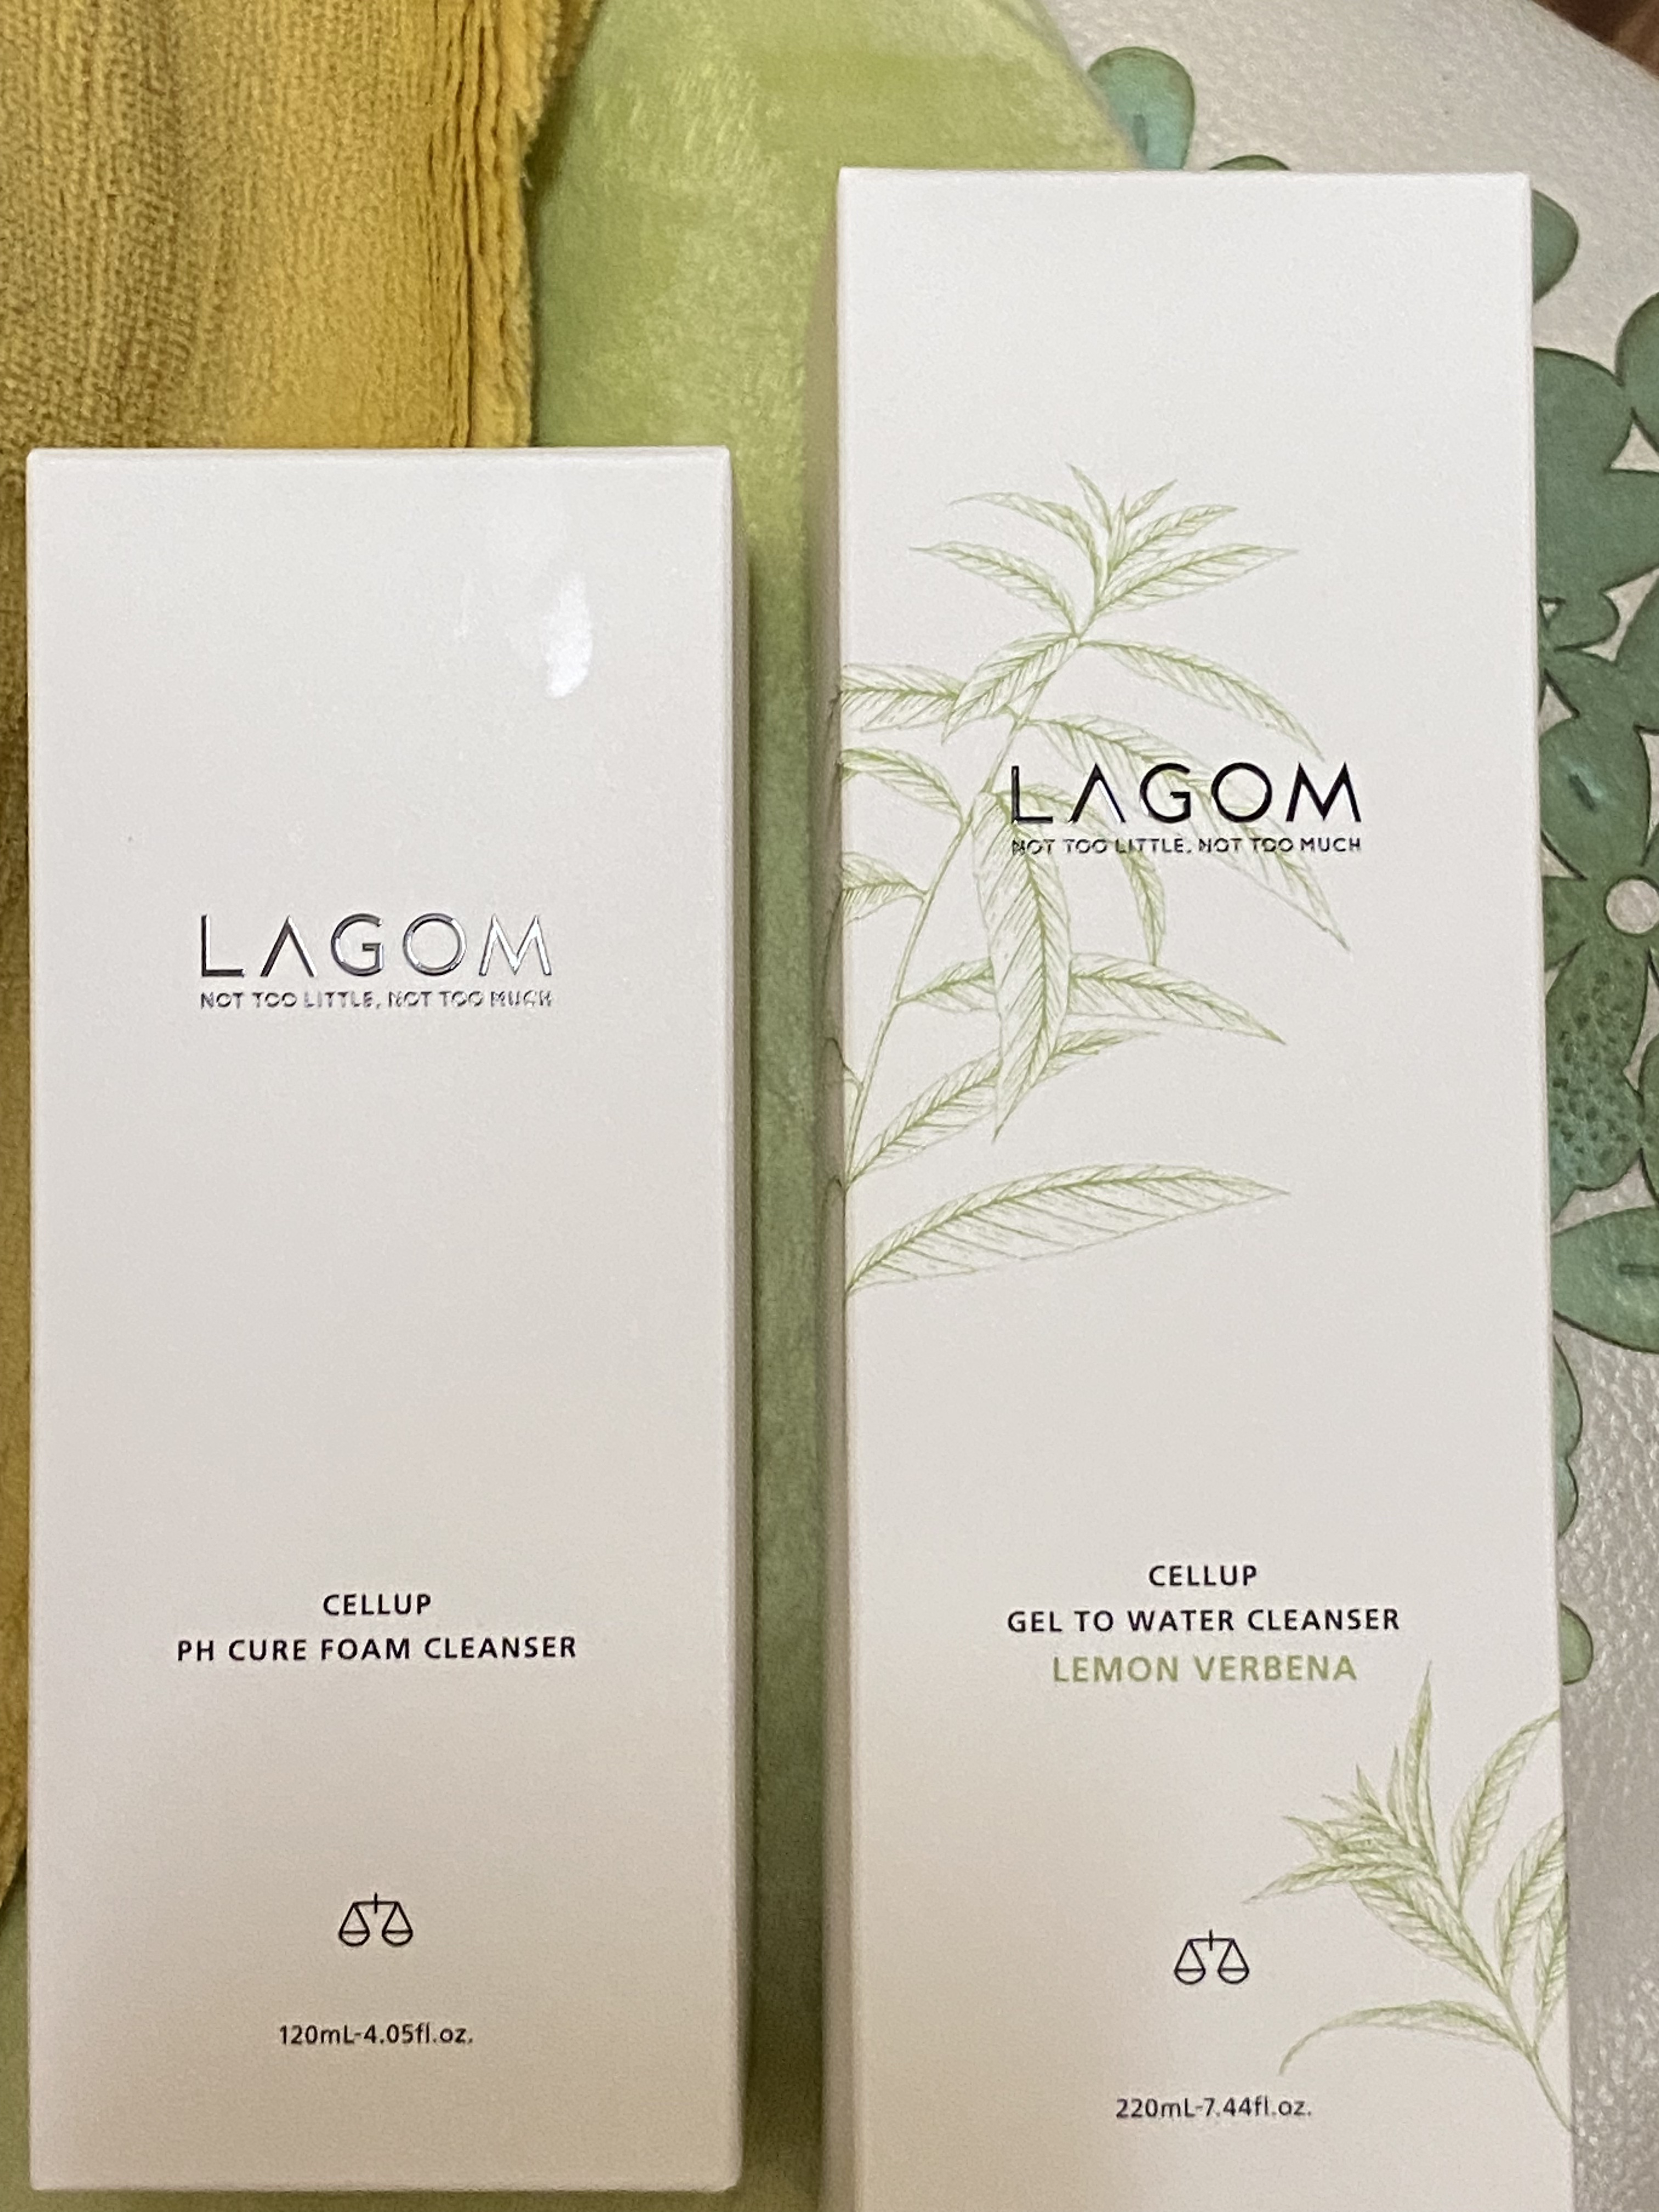 LAGOM
NOT TOO LITTLE, NOT TOO MUCH
CELLUP
PH CURE FOAM CLEANSER
120mL-4.05fl.oz.
LAGOM
NOT TOO LITTLE, NOT TOO MUCH
CELLUP
GEL TO WATER CLEANSER
LEMON VERBENA
220mL-7.44fl.oz.